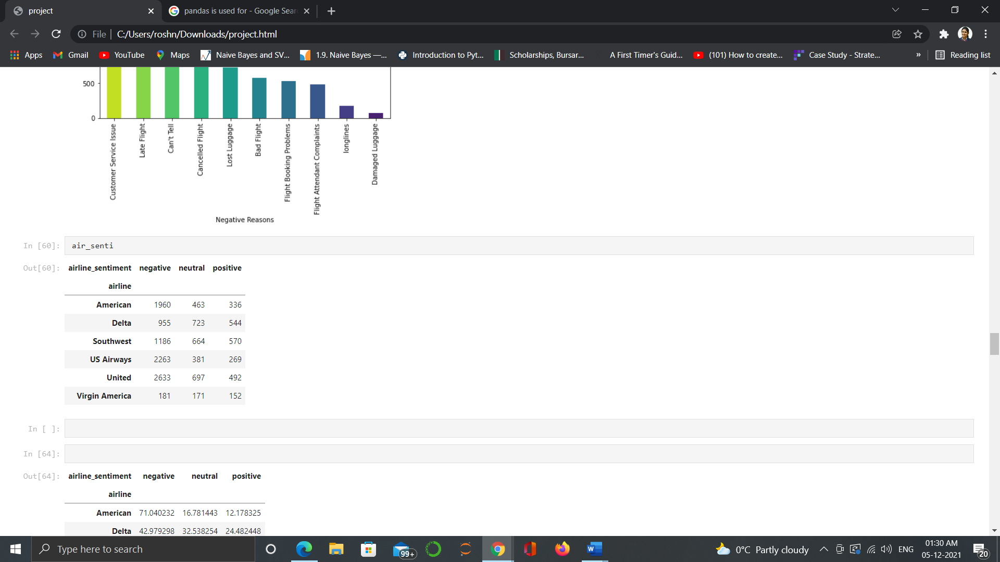 project
pandas is used for - Google Sear
File
C:/Users/roshn/Downloads/project.html
Apps
Gmail
YouTube
Maps
Naive Bayes and SV...
1.9. Naive Bayes —...
Introduction to Pyt...
Scholarships, Bursar...
A First Timer's Guid...
(101) How to create...
Case Study - Strate...
»
Reading list
500
0
Customer Service Issue
Late Flight
Can't Tell
Cancelled Flight
Lost Luggage
Bad Flight
Flight Booking Problems
Flight Attendant Complaints
longlines
Damaged Luggage
Negative Reasons
In [60]: air_senti
Out[60]: airline_sentiment negative neutral positive
airline
American 1960 463 336
Delta 955 723 544
Southwest 1186 664 570
US Airways 2263 381 269
United 2633 697 492
Virgin America 181 171 152
In [ ]:
In [64]:
Out[64]: airline_sentiment negative neutral positive
airline
American 71.040232 16.781443 12.178325
Delta 42.979298 32.538254 24.482448
Type here to search
99+
W
0°C Partly cloudy
ENG
01:30 AM
05-12-2021
20